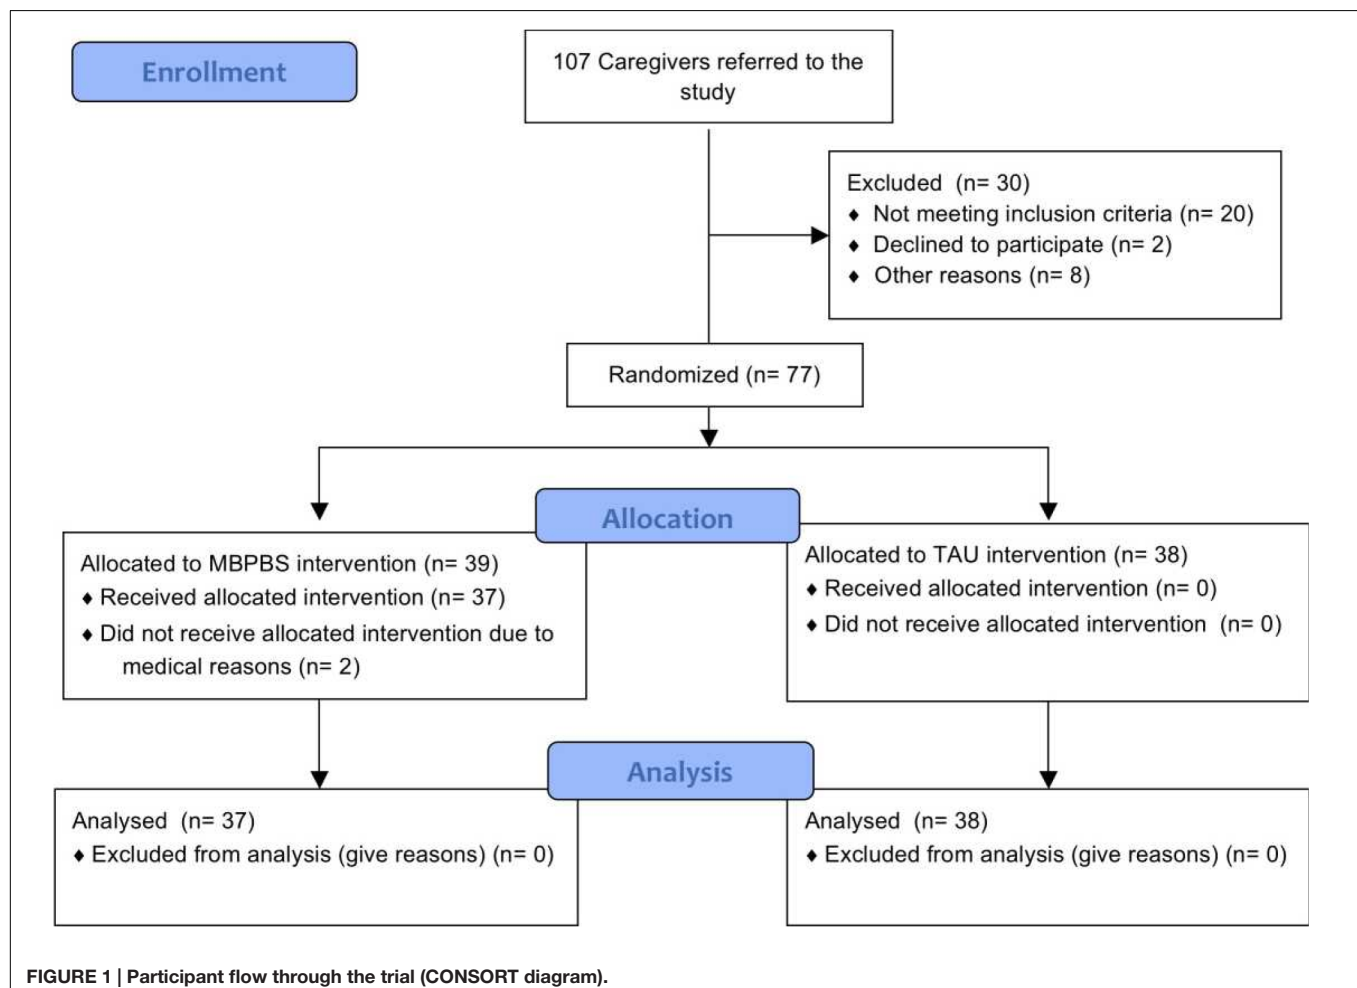 Enrollment
107 Caregivers referred to the
study
Excluded (n= 30)
♦ Not meeting inclusion criteria (n= 20)
♦ Declined to participate (n= 2)
♦ Other reasons (n= 8)
Randomized (n= 77)
Allocation
Allocated to MBPBS intervention (n= 39)
♦ Received allocated intervention (n= 37)
♦ Did not receive allocated intervention due to
medical reasons (n= 2)
Allocated to TAU intervention (n= 38)
♦ Received allocated intervention (n= 0)
♦ Did not receive allocated intervention (n= 0)
Analysis
Analysed (n= 37)
♦ Excluded from analysis (give reasons) (n= 0)
Analysed (n= 38)
♦ Excluded from analysis (give reasons) (n= 0)
FIGURE 1 | Participant flow through the trial (CONSORT diagram).